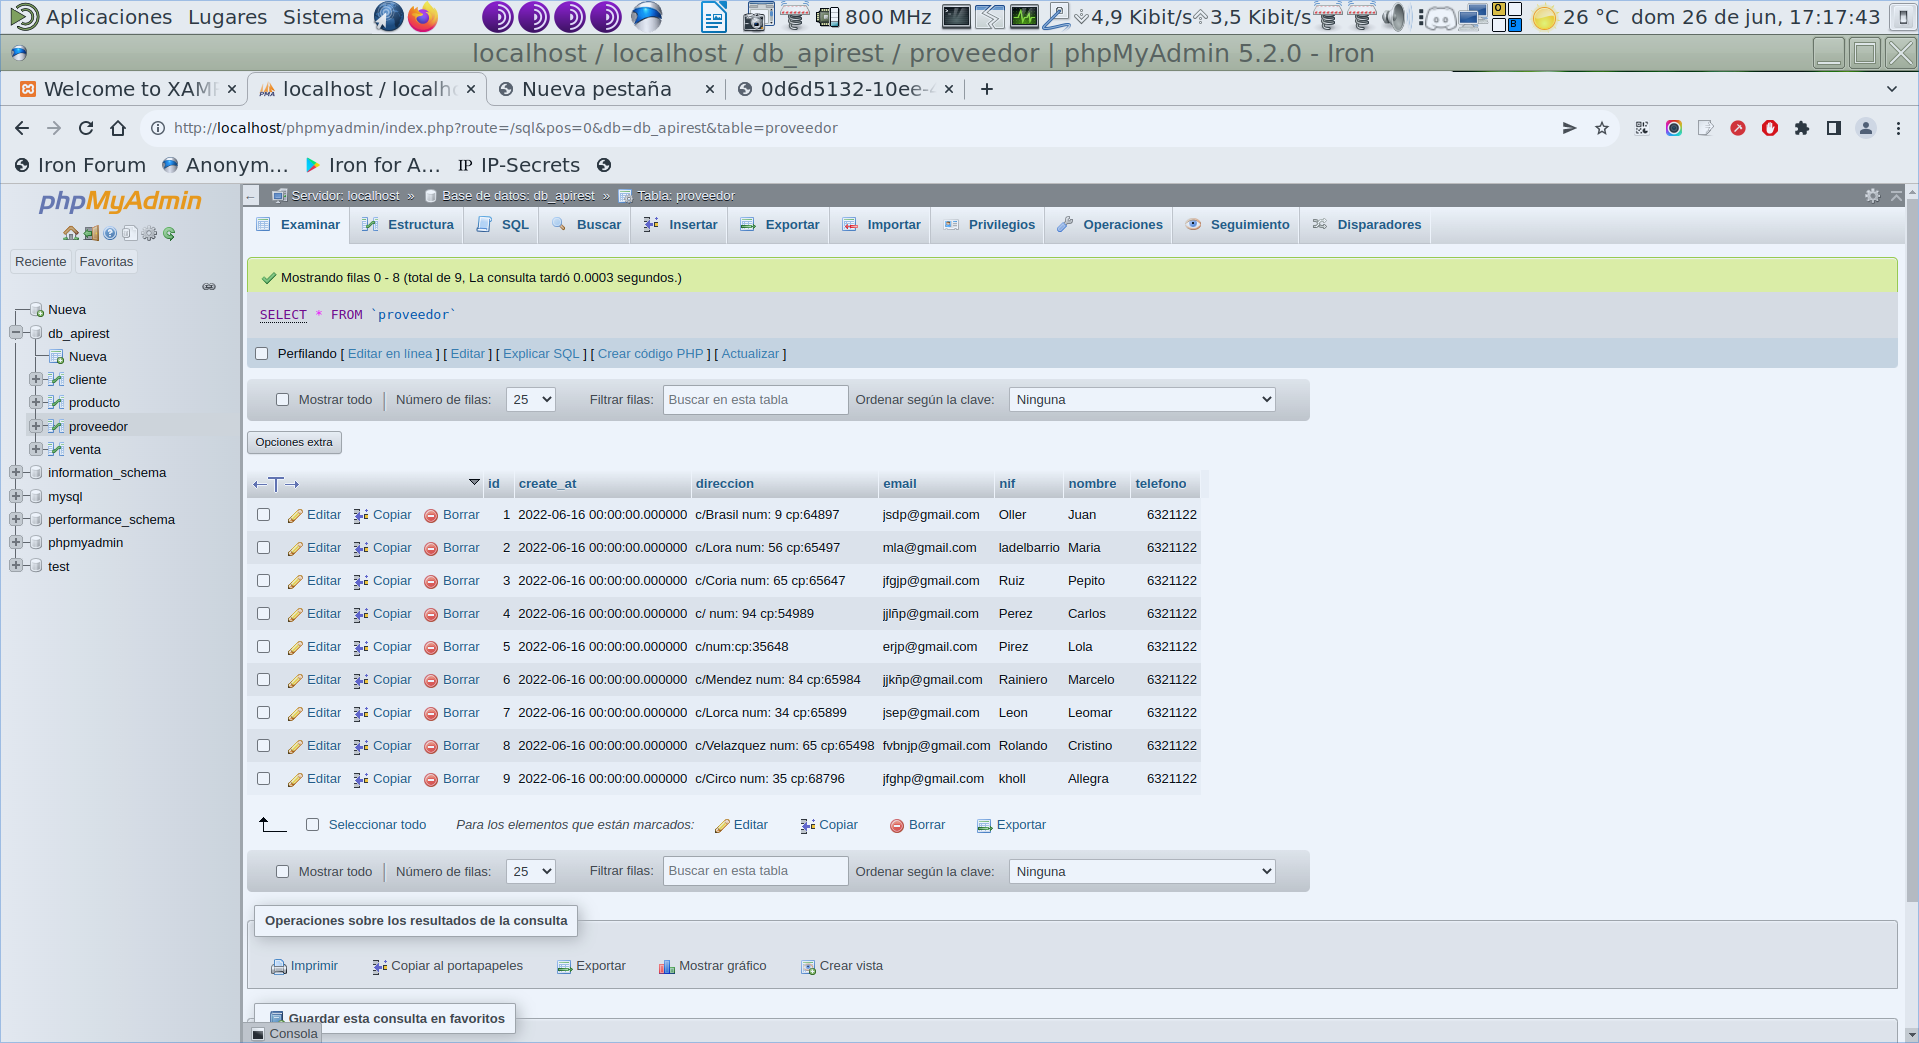 Aplicaciones Lugares Sistema 800 MHz 4,9 Kibit/s 3,5 Kibit/s 26 °C dom 26 de jun, 17:17:43
localhost / localhost / db_apirest / proveedor | phpMyAdmin 5.2.0 - Iron
Welcome to XAM localhost / localh Nueva pestaña 0d6d5132-10ee-
http://localhost/phpmyadmin/index.php?route=/sql&pos=0&db=db_apirest&table=proveedor
Iron Forum Anonym... Iron for A... IP IP-Secrets
phpMyAdmin
Reciente Favoritas
Nueva
db_apirest
Nueva
cliente
producto
proveedor
venta
information_schema
mysql
performance_schema
phpmyadmin
test
Servidor: localhost » Base de datos: db_apirest » Tabla: proveedor
Examinar Estructura SQL Buscar Insertar Exportar Importar Privilegios Operaciones Seguimiento Disparadores
Mostrando filas 0 - 8 (total de 9, La consulta tardó 0.0003 segundos.)
SELECT * FROM `proveedor`
Perfilando [ Editar en línea ] [ Editar ] [ Explicar SQL ] [ Crear código PHP ] [ Actualizar ]
Mostrar todo Número de filas: 25 Filtrar filas: Buscar en esta tabla Ordenar según la clave: Ninguna
Opciones extra
id create_at direccion email nif nombre telefono
Editar Copiar Borrar 1 2022-06-16 00:00:00.000000 c/Brasil num: 9 cp:64897 jsdp@gmail.com Oller Juan 6321122
Editar Copiar Borrar 2 2022-06-16 00:00:00.000000 c/Lora num: 56 cp:65497 mla@gmail.com ladelbarrio Maria 6321122
Editar Copiar Borrar 3 2022-06-16 00:00:00.000000 c/Coria num: 65 cp:65647 jfgjp@gmail.com Ruiz Pepito 6321122
Editar Copiar Borrar 4 2022-06-16 00:00:00.000000 c/ num: 94 cp:54989 jjlñp@gmail.com Perez Carlos 6321122
Editar Copiar Borrar 5 2022-06-16 00:00:00.000000 c/num:cp:35648 erjp@gmail.com Pirez Lola 6321122
Editar Copiar Borrar 6 2022-06-16 00:00:00.000000 c/Mendez num: 84 cp:65984 jjkñp@gmail.com Rainiero Marcelo 6321122
Editar Copiar Borrar 7 2022-06-16 00:00:00.000000 c/Lorca num: 34 cp:65899 jsep@gmail.com Leon Leomar 6321122
Editar Copiar Borrar 8 2022-06-16 00:00:00.000000 c/Velazquez num: 65 cp:65498 fvbnjp@gmail.com Rolando Cristino 6321122
Editar Copiar Borrar 9 2022-06-16 00:00:00.000000 c/Circo num: 35 cp:68796 jfghp@gmail.com kholl Allegra 6321122
Seleccionar todo Para los elementos que están marcados: Editar Copiar Borrar Exportar
Mostrar todo Número de filas: 25 Filtrar filas: Buscar en esta tabla Ordenar según la clave: Ninguna
Operaciones sobre los resultados de la consulta
Imprimir Copiar al portapapeles Exportar Mostrar gráfico Crear vista
Guardar esta consulta en favoritos
Consola